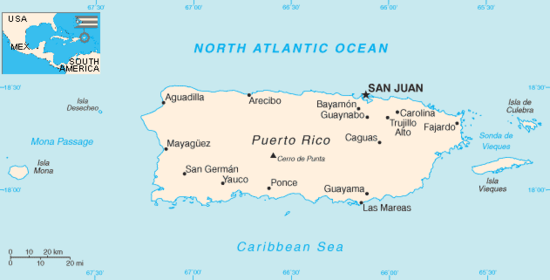 67:30
67:00
66:30
66:00
65:30
USA
MEX
SOUTH
AMERICA
NORTH ATLANTIC OCEAN
18:30
18:30
SAN JUAN
Isla
Desecheo
Aguadilla
Arecibo
Bayamón
Guaynabo
Carolina
Trujillo
Alto
Fajardo
Isla de
Culebra
Mona Passage
Mayagüez
Puerto Rico
Caguas
Sonda de
Vieques
Cerro de Punta
Isla
Mona
San Germán
Yauco
Ponce
Guayama
Isla
Vieques
18:00
18:00
Las Mareas
Caribbean Sea
0 10 20 km
0 20 mi
67:30
67:00
66:30
66:00
65:30